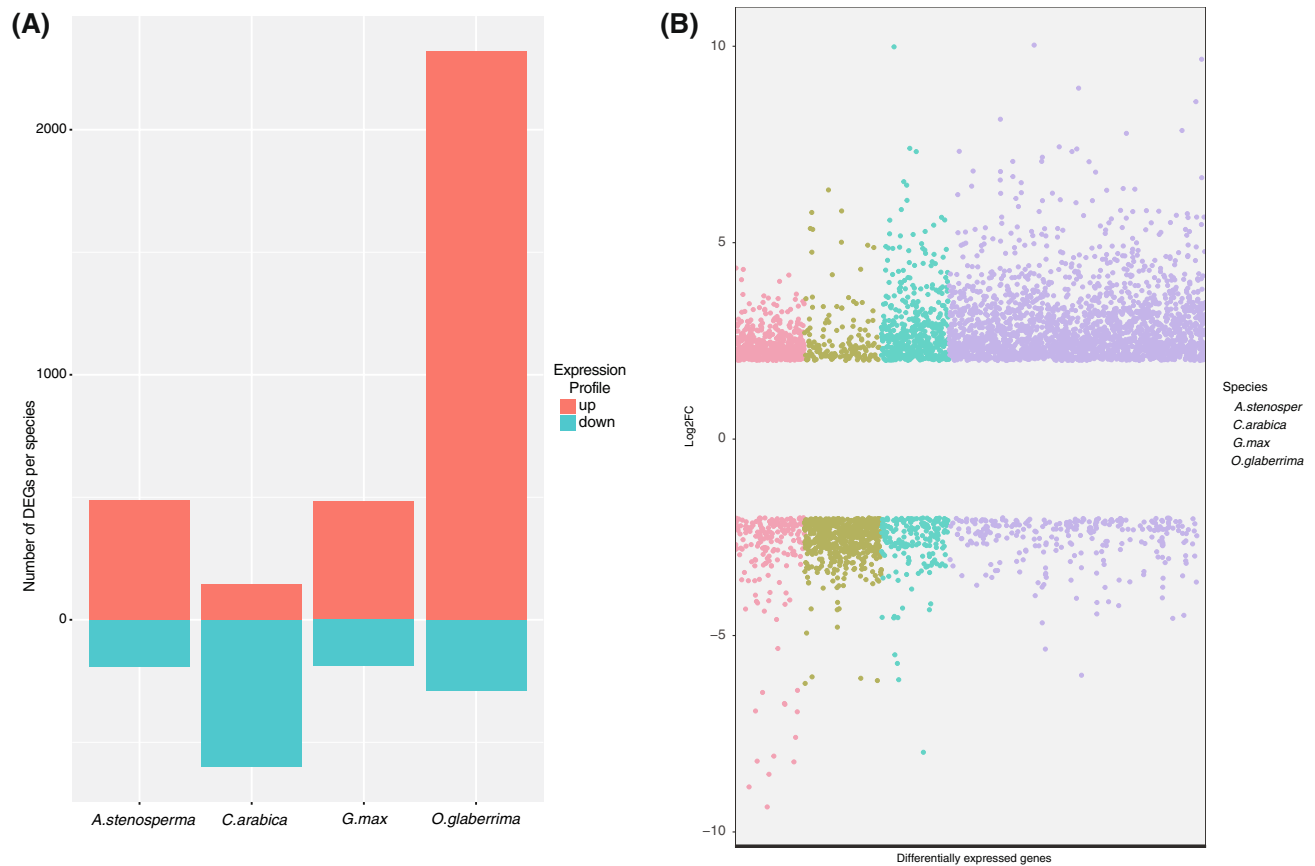 (A)
Number of DEGs per species
2000
1000
0
A.stenosperma
C.arabica
G.max
O.glaberrima
Expression
Profile
up
down
(B)
Log2FC
10
5
0
−5
−10
Differentially expressed genes
Species
A.stenosper
C.arabica
G.max
O.glaberrima